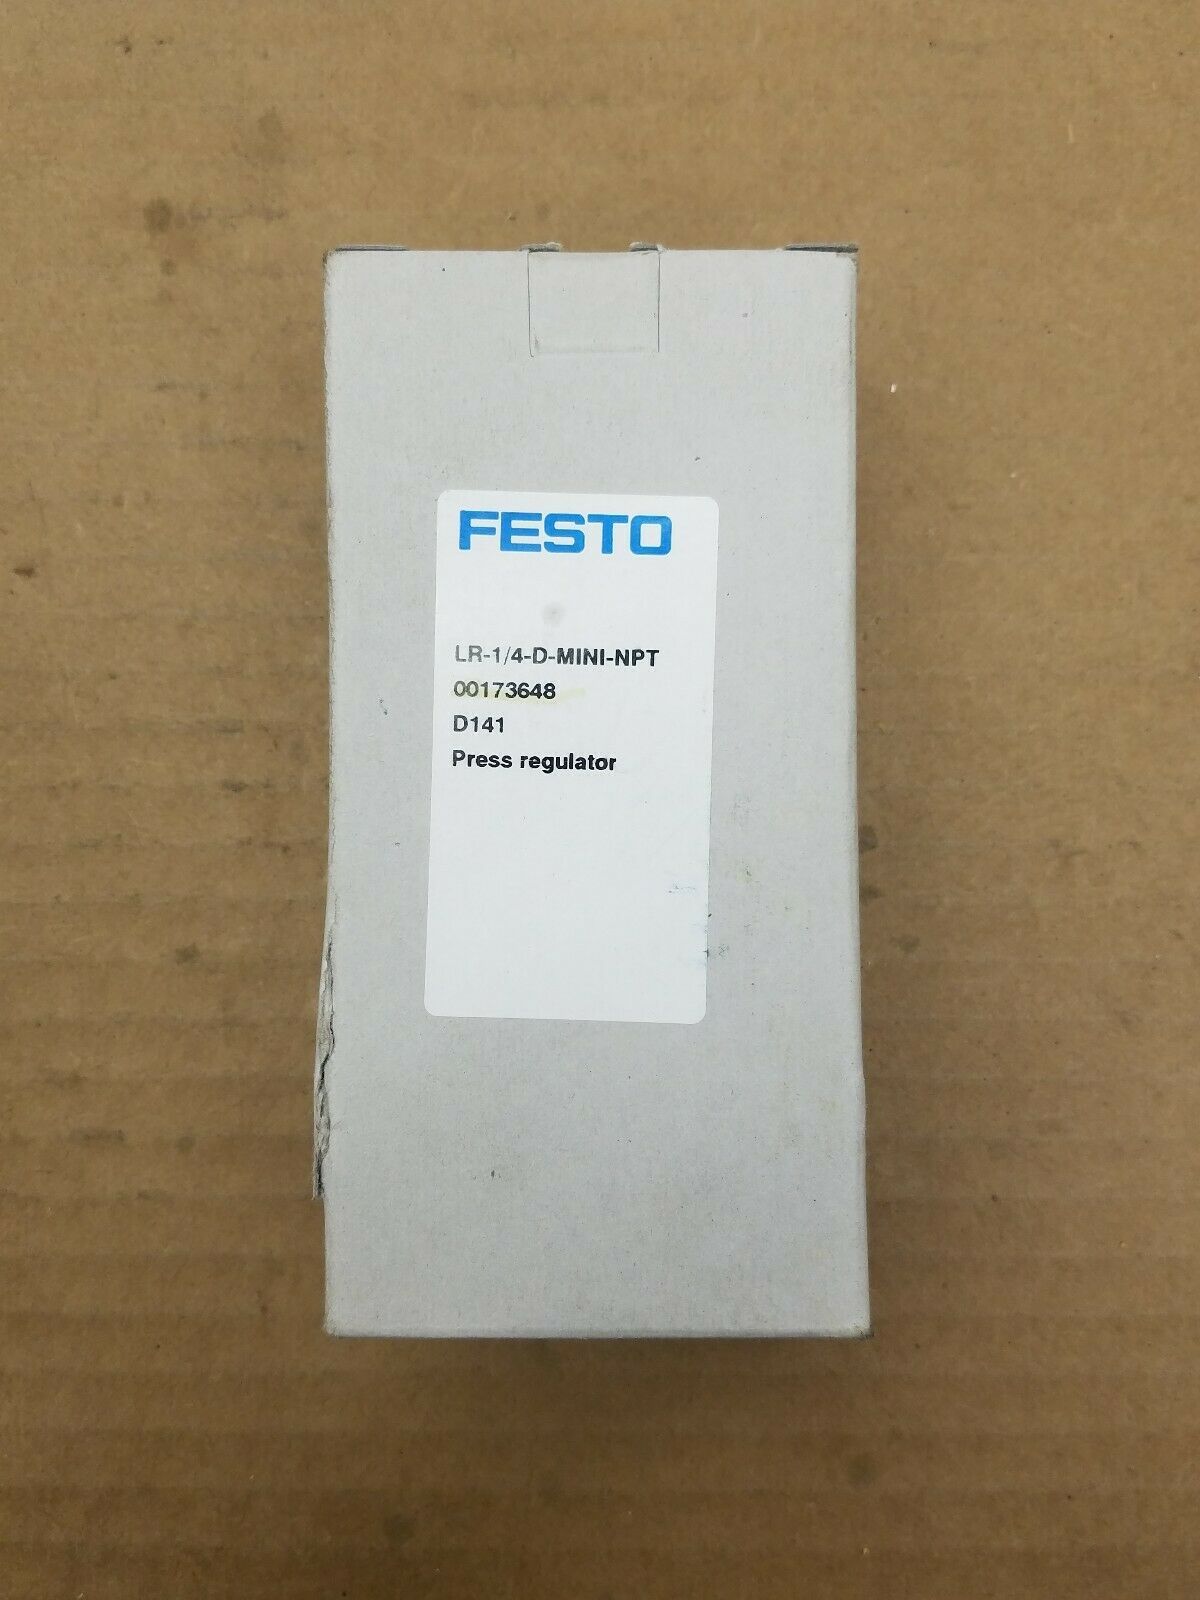 FESTO
LR-1/4-D-MINI-NPT
00173648
D141
Press regulator